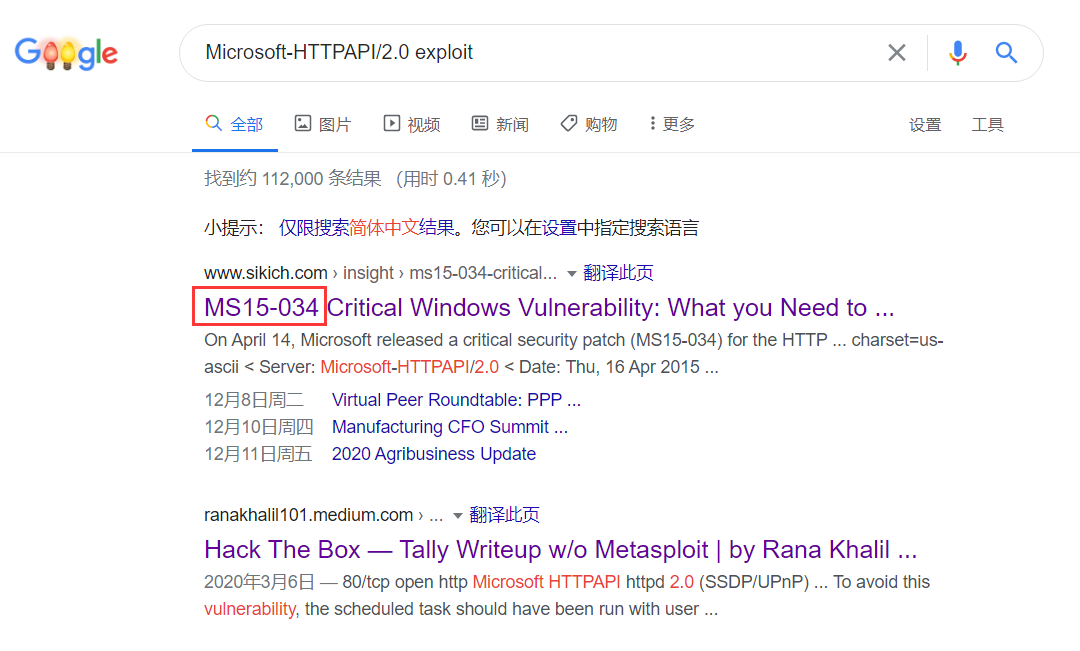 Google
Microsoft-HTTPAPI/2.0 exploit
全部 图片 视频 新闻 购物 更多 设置 工具
找到约 112,000 条结果 （用时 0.41 秒）
小提示： 仅限搜索简体中文结果。您可以在设置中指定搜索语言
www.sikich.com › insight › ms15-034-critical... 翻译此页
MS15-034 Critical Windows Vulnerability: What you Need to ...
On April 14, Microsoft released a critical security patch (MS15-034) for the HTTP ... charset=us-
ascii < Server: Microsoft-HTTPAPI/2.0 < Date: Thu, 16 Apr 2015 ...
12月8日周二 Virtual Peer Roundtable: PPP ...
12月10日周四 Manufacturing CFO Summit ...
12月11日周五 2020 Agribusiness Update
ranakhalil101.medium.com › ... 翻译此页
Hack The Box — Tally Writeup w/o Metasploit | by Rana Khalil ...
2020年3月6日 — 80/tcp open http Microsoft HTTPAPI httpd 2.0 (SSDP/UPnP) ... To avoid this
vulnerability, the scheduled task should have been run with user ...